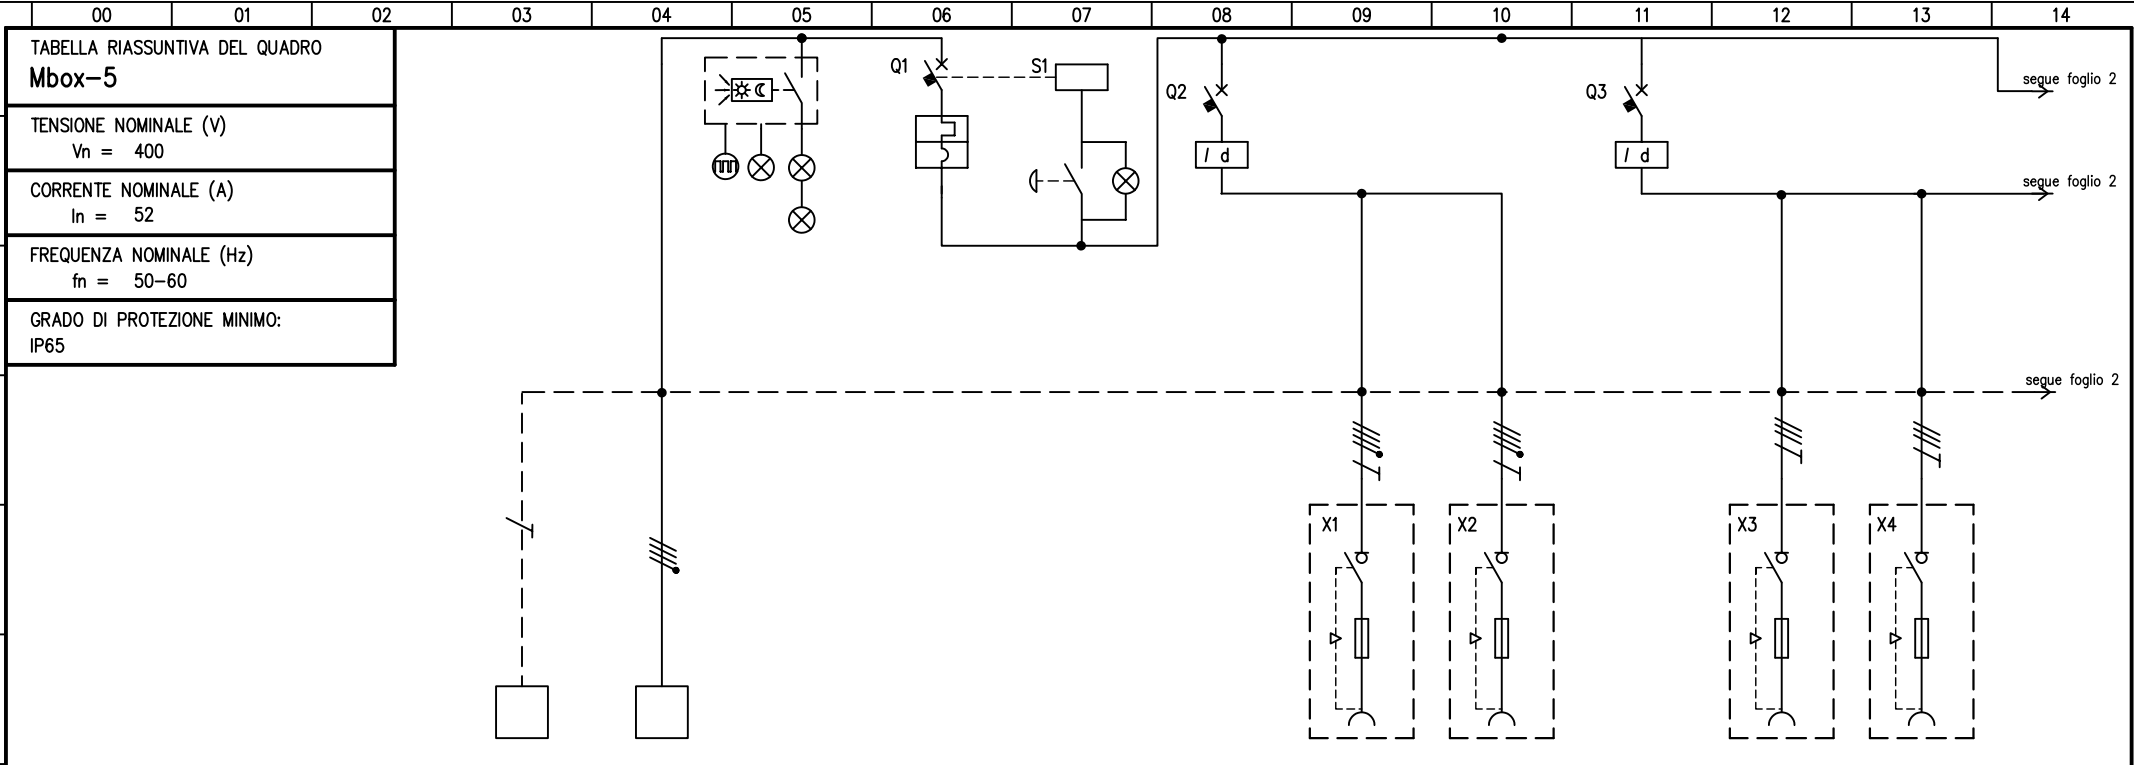 00 01 02 03 04 05 06 07 08 09 10 11 12 13 14
TABELLA RIASSUNTIVA DEL QUADRO
Mbox-5
TENSIONE NOMINALE (V)
Vn = 400
CORRENTE NOMINALE (A)
In = 52
FREQUENZA NOMINALE (Hz)
fn = 50-60
GRADO DI PROTEZIONE MINIMO:
IP65
Q1
S1
Q2
I d
Q3
I d
segue foglio 2
segue foglio 2
segue foglio 2
X1
X2
X3
X4